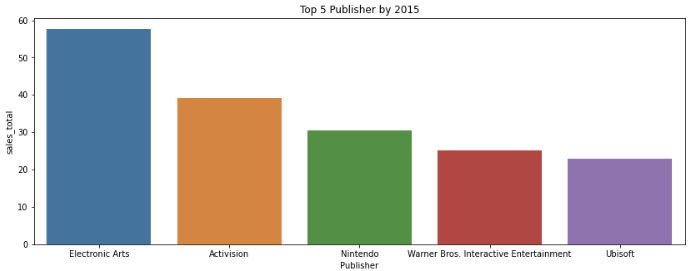 Top 5 Publisher by 2015
sales_total
60
50
40
30
20
10
0
Electronic Arts
Activision
Nintendo
Warner Bros. Interactive Entertainment
Ubisoft
Publisher